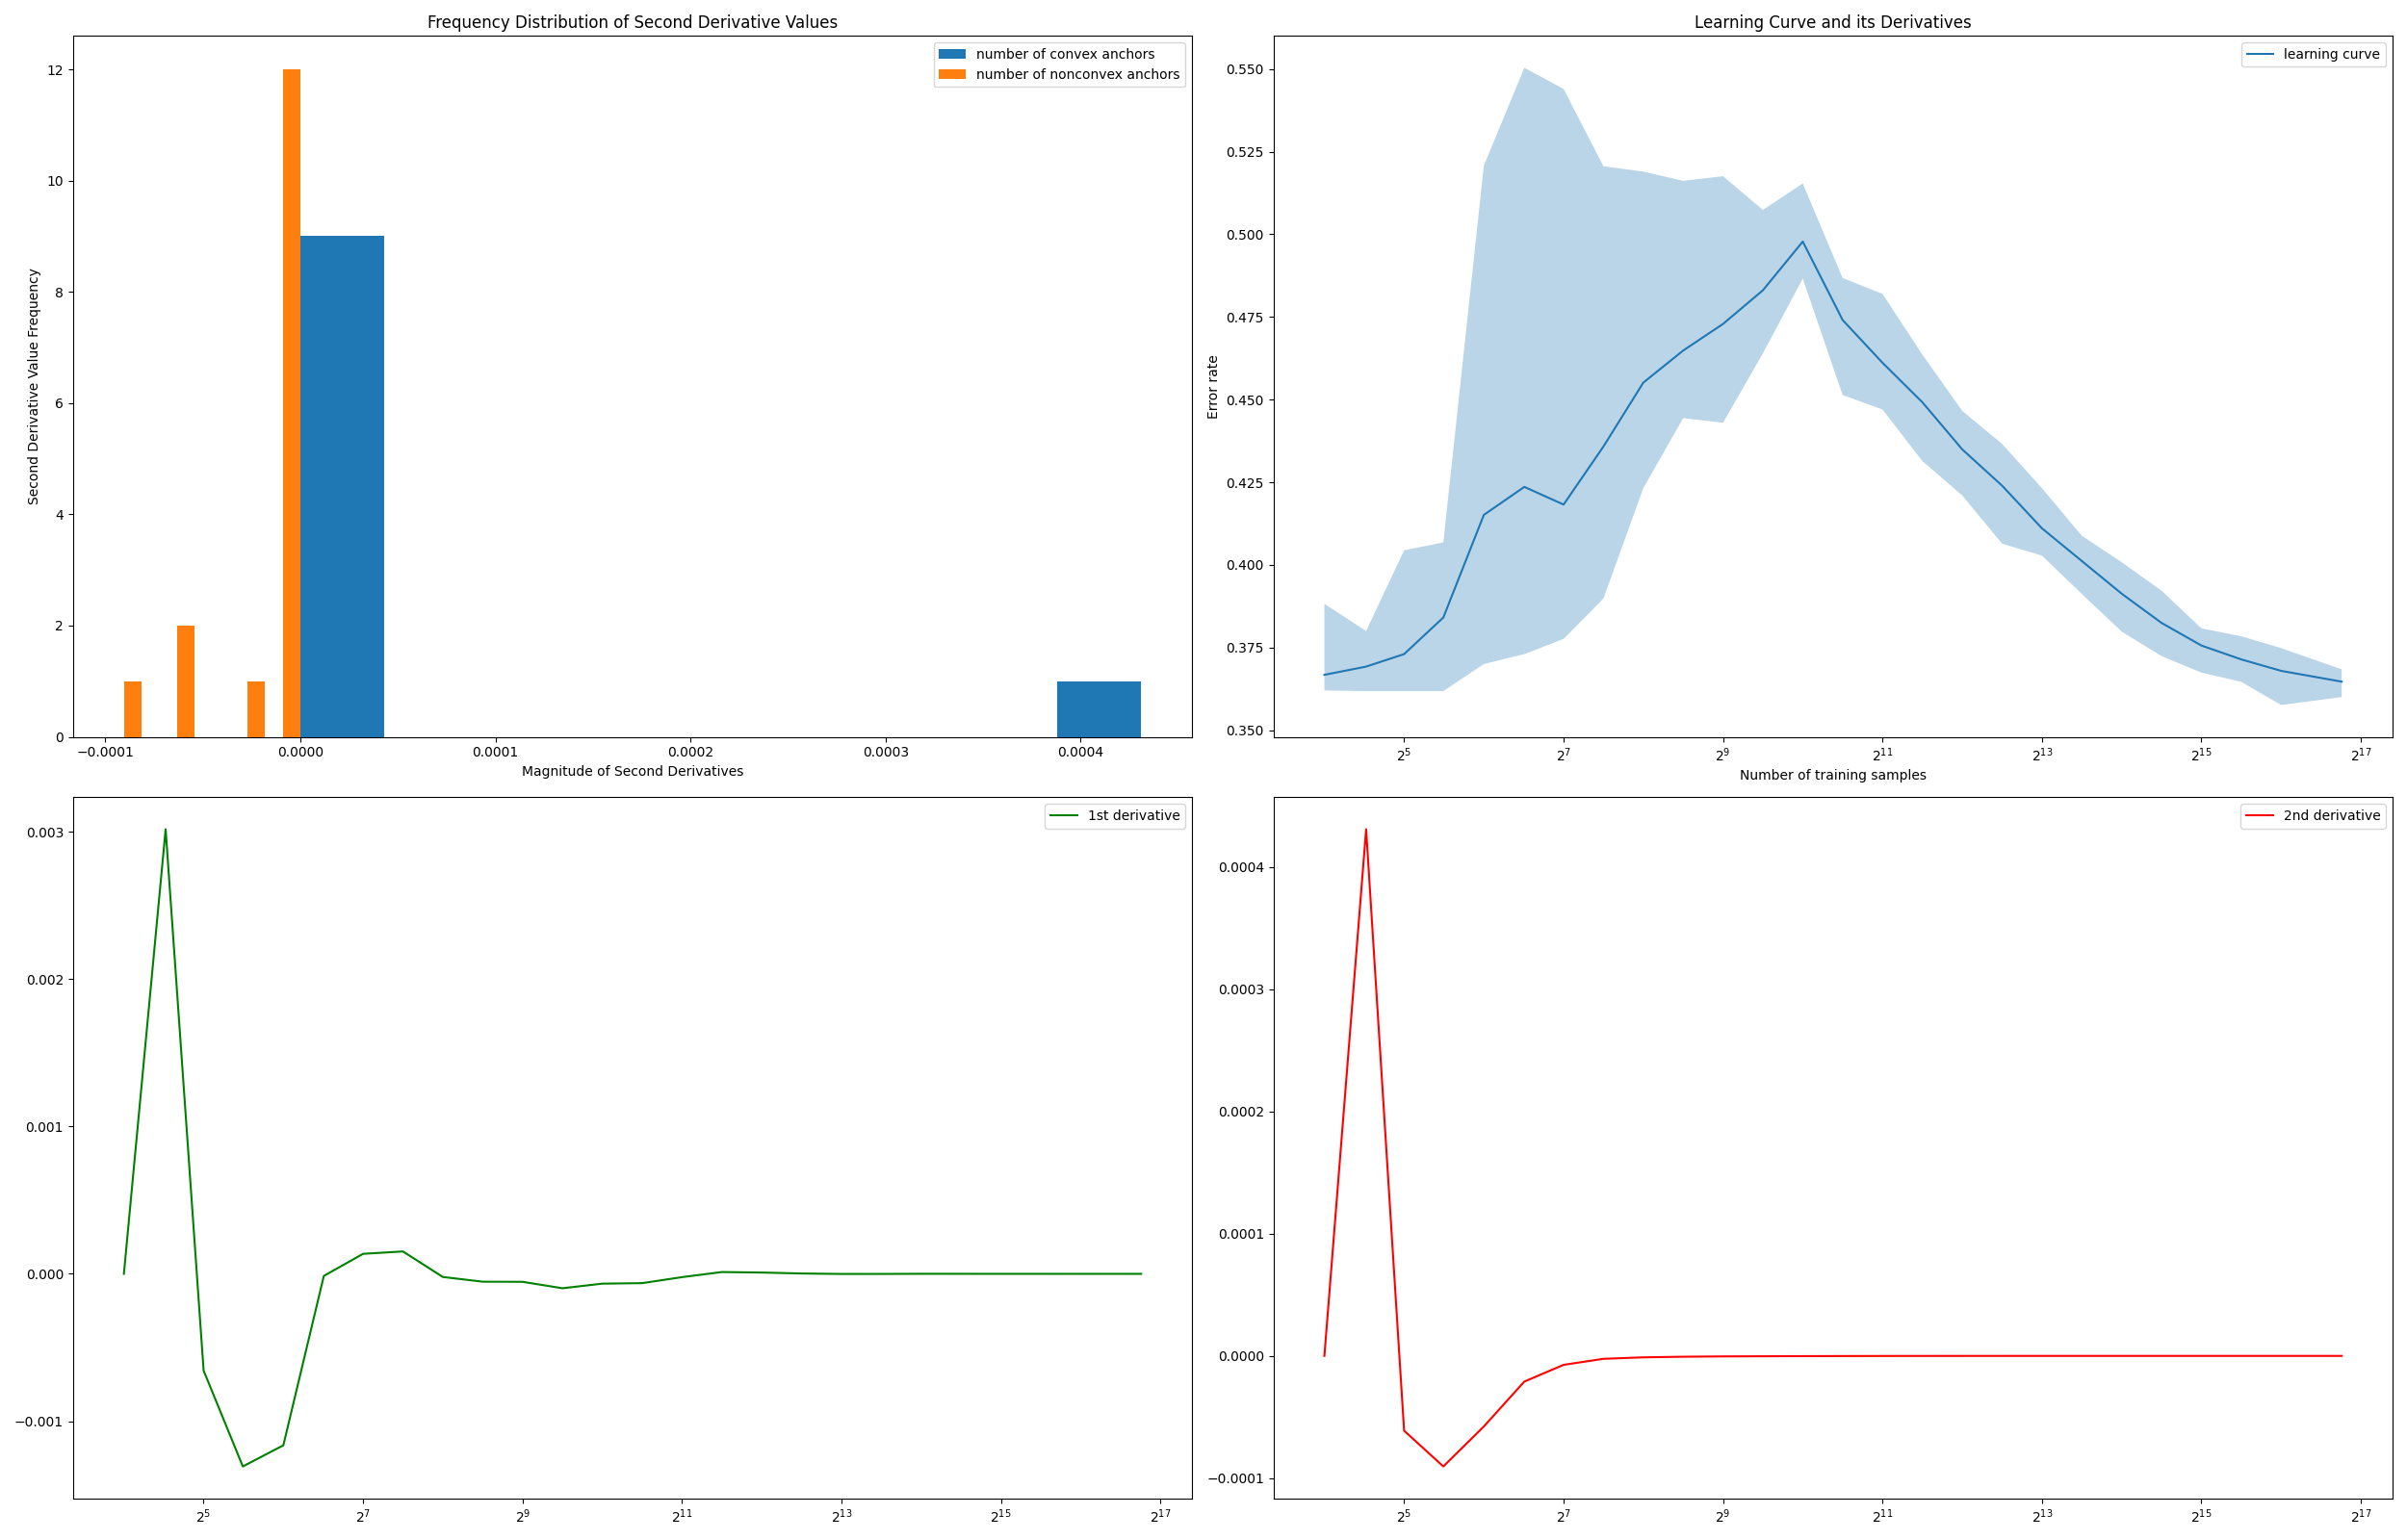 Frequency Distribution of Second Derivative Values
number of convex anchors
number of nonconvex anchors
Second Derivative Value Frequency
12
10
8
6
4
2
0
−0.0001 0.0000 0.0001 0.0002 0.0003 0.0004
Magnitude of Second Derivatives
Learning Curve and its Derivatives
learning curve
Error rate
0.550
0.525
0.500
0.475
0.450
0.425
0.400
0.375
0.350
2^5 2^7 2^9 2^11 2^13 2^15 2^17
Number of training samples
1st derivative
0.003
0.002
0.001
0.000
−0.001
2^5 2^7 2^9 2^11 2^13 2^15 2^17
2nd derivative
0.0004
0.0003
0.0002
0.0001
0.0000
−0.0001
2^5 2^7 2^9 2^11 2^13 2^15 2^17